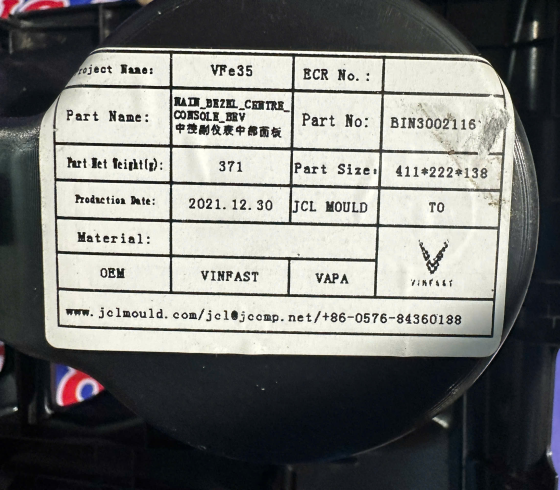 Project Name: VFe35 ECR No.:
Part Name: MAIN_BEZEL_CENTRE_
CONSOLE_BEV
中控副仪表中部面板
Part No: BIN3002116
Part Net Weight(g): 371 Part Size: 411*222*138
Production Date: 2021.12.30 JCL MOULD TO
Material:
VINFAST
OEM VINFAST VAPA
www.jclmould.com/jcl@jccmp.net/+86-0576-84360188